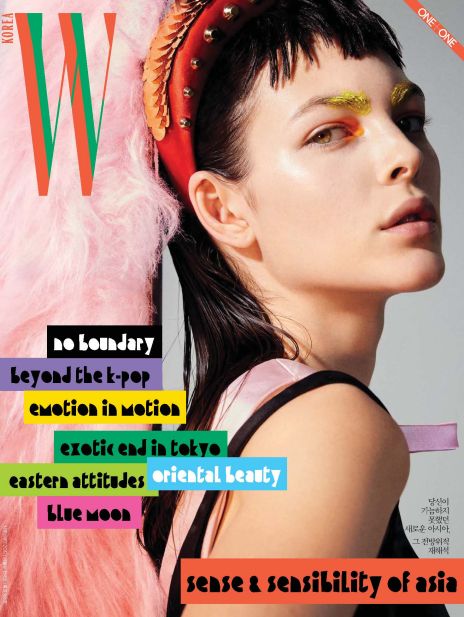 KOREA
W
ONE : ONE
no boundary
beyond the k-pop
emotion in motion
exotic end in tokyo
eastern attitudes
oriental beauty
blue moon
당신이
가늠하지
못했던
새로운 아시아,
그 전방위적
재해석
sense & sensibility of asia